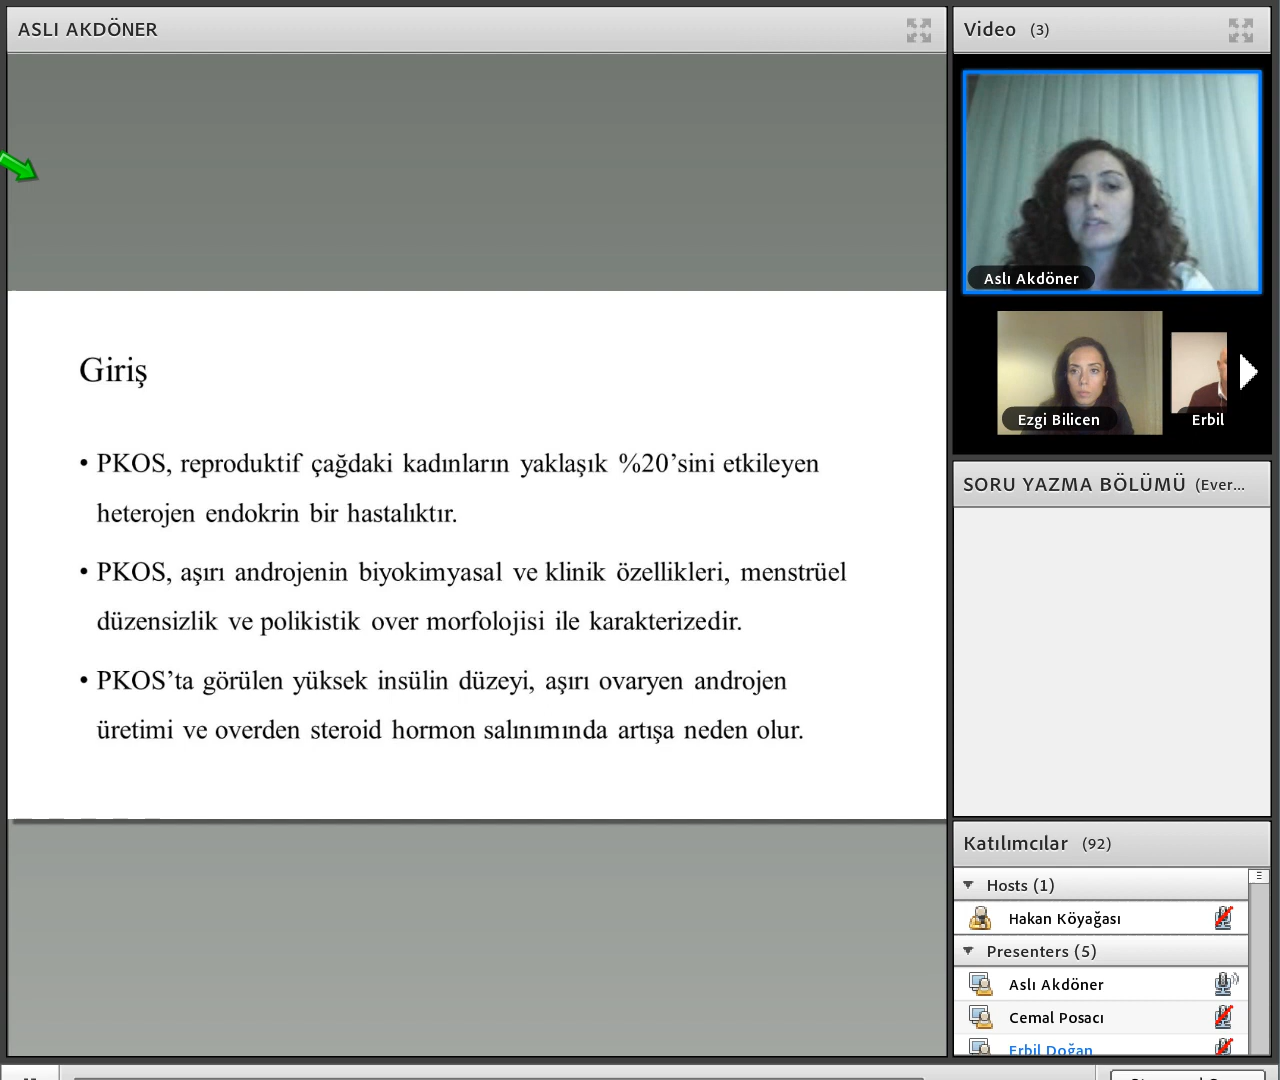 ASLI AKDÖNER
Giriş
• PKOS, reproduktif çağdaki kadınların yaklaşık %20’sini etkileyen
heterojen endokrin bir hastalıktır.
• PKOS, aşırı androjenin biyokimyasal ve klinik özellikleri, menstrüel
düzensizlik ve polikistik over morfolojisi ile karakterizedir.
• PKOS’ta görülen yüksek insülin düzeyi, aşırı ovaryen androjen
üretimi ve overden steroid hormon salınımında artışa neden olur.
Video (3)
Aslı Akdöner
Ezgi Bilicen
Erbil
SORU YAZMA BÖLÜMÜ (Ever...
Katılımcılar (92)
Hosts (1)
Hakan Köyağası
Presenters (5)
Aslı Akdöner
Cemal Posacı
Erbil Doğan